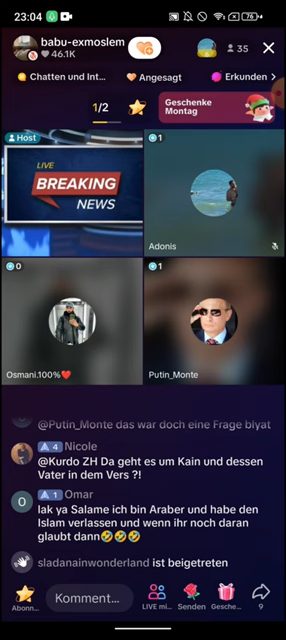 23:04
76
babu-exmoslem
46.1K
35
Chatten und Int...
Angesagt
Erkunden >
1/2
Geschenke
Montag
Host
1
LIVE
BREAKING
NEWS
Adonis
0
1
Osmani.100%❤️
Putin_Monte
@Putin_Monte das war doch eine Frage blyat
4 Nicole
@Kurdo ZH Da geht es um Kain und dessen
Vater in dem Vers ?!
O
1 Omar
lak ya Salame ich bin Araber und habe den
Islam verlassen und wenn ihr noch daran
glaubt dann🤣🤣🤣
sladanainwonderland ist beigetreten
Komment...
Abonn...
LIVE mi...
Senden
Gesche...
9